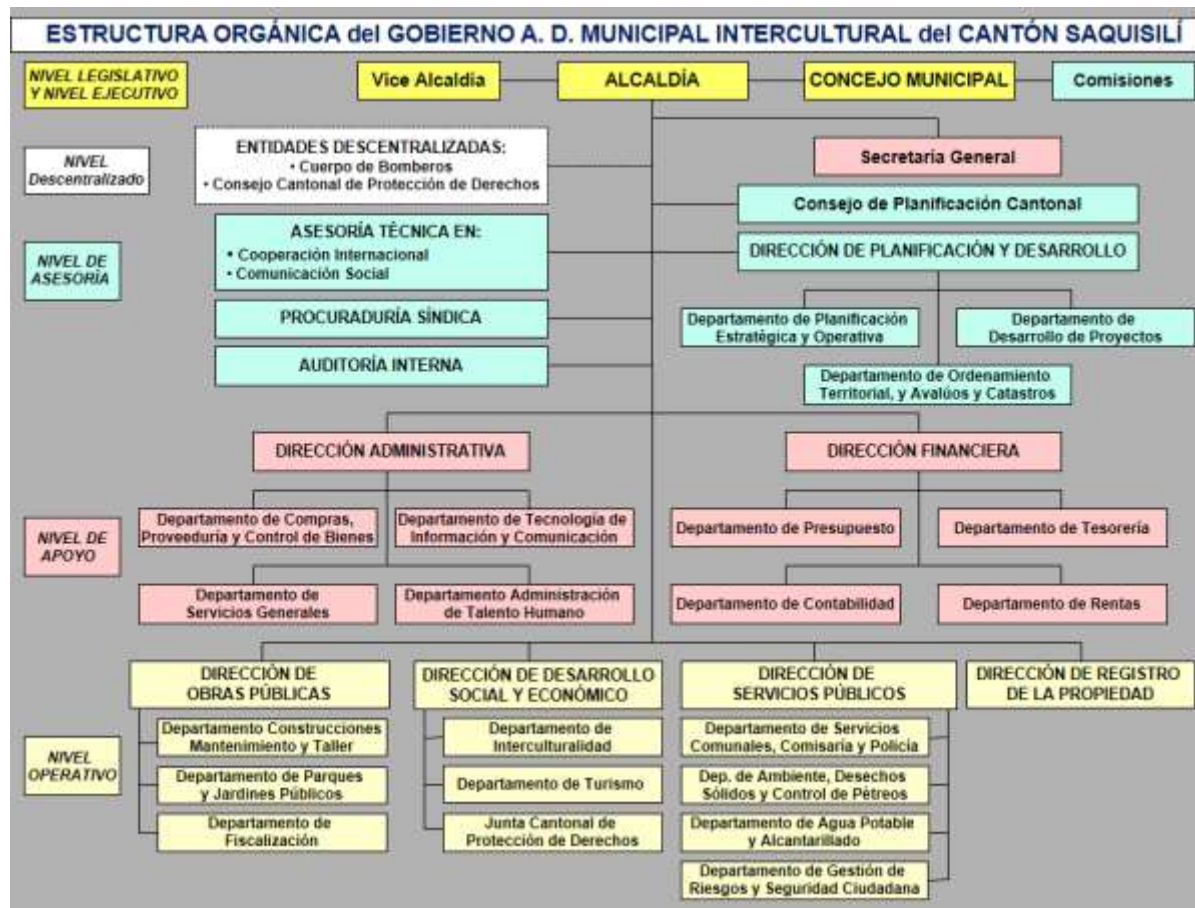 ESTRUCTURA ORGÁNICA del GOBIERNO A. D. MUNICIPAL INTERCULTURAL del CANTÓN SAQUISILÍ
NIVEL LEGISLATIVO
Y NIVEL EJECUTIVO
Vice Alcaldía
ALCALDÍA
CONCEJO MUNICIPAL
Comisiones
NIVEL
Descentralizado
ENTIDADES DESCENTRALIZADAS:
• Cuerpo de Bomberos
• Consejo Cantonal de Protección de Derechos
Secretaría General
Consejo de Planificación Cantonal
NIVEL DE
ASESORÍA
ASESORÍA TÉCNICA EN:
• Cooperación Internacional
• Comunicación Social
DIRECCIÓN DE PLANIFICACIÓN Y DESARROLLO
PROCURADURÍA SÍNDICA
Departamento de Planificación
Estratégica y Operativa
Departamento de
Desarrollo de Proyectos
AUDITORÍA INTERNA
Departamento de Ordenamiento
Territorial, y Avalúos y Catastros
DIRECCIÓN ADMINISTRATIVA
DIRECCIÓN FINANCIERA
NIVEL DE
APOYO
Departamento de Compras,
Proveeduría y Control de Bienes
Departamento de Tecnología de
Información y Comunicación
Departamento de Presupuesto
Departamento de Tesorería
Departamento de
Servicios Generales
Departamento Administración
de Talento Humano
Departamento de Contabilidad
Departamento de Rentas
DIRECCIÓN DE
OBRAS PÚBLICAS
DIRECCIÓN DE DESARROLLO
SOCIAL Y ECONÓMICO
DIRECCIÓN DE
SERVICIOS PÚBLICOS
DIRECCIÓN DE REGISTRO
DE LA PROPIEDAD
NIVEL
OPERATIVO
Departamento Construcciones
Mantenimiento y Taller
Departamento de Parques
y Jardines Públicos
Departamento de
Fiscalización
Departamento de
Interculturalidad
Departamento de Turismo
Junta Cantonal de
Protección de Derechos
Departamento de Servicios
Comunales, Comisaría y Policía
Dep. de Ambiente, Desechos
Sólidos y Control de Pétreos
Departamento de Agua Potable
y Alcantarillado
Departamento de Gestión de
Riesgos y Seguridad Ciudadana